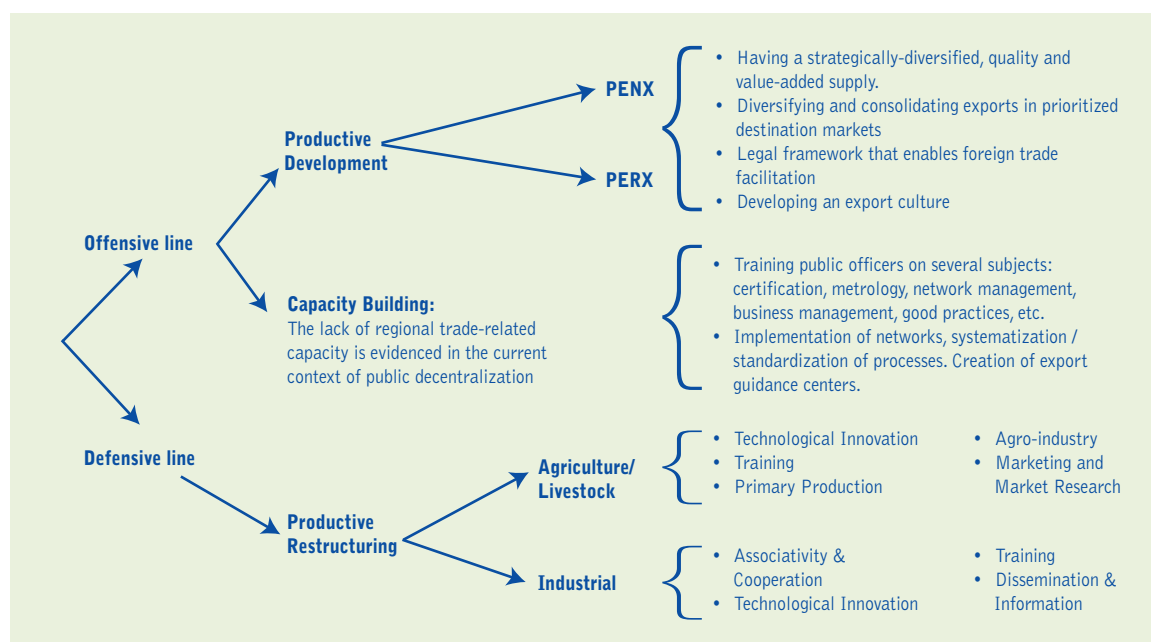 PENX
• Having a strategically-diversified, quality and
value-added supply.
• Diversifying and consolidating exports in prioritized
destination markets
• Legal framework that enables foreign trade
facilitation
• Developing an export culture
Productive
Development
PERX
Offensive line
Capacity Building:
The lack of regional trade-related
capacity is evidenced in the current
context of public decentralization
• Training public officers on several subjects:
certification, metrology, network management,
business management, good practices, etc.
• Implementation of networks, systematization /
standardization of processes. Creation of export
guidance centers.
Defensive line
Productive
Restructuring
Agriculture/
Livestock
• Technological Innovation
• Training
• Primary Production
• Agro-industry
• Marketing and
Market Research
Industrial
• Associativity &
Cooperation
• Technological Innovation
• Training
• Dissemination &
Information